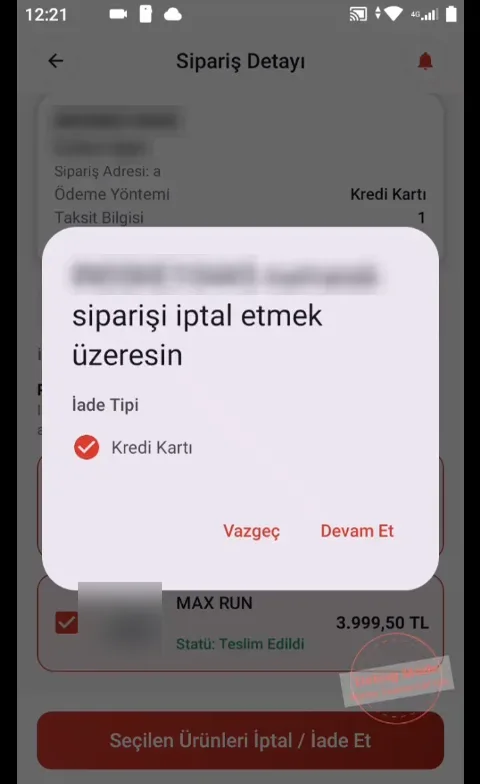 12:21
4G
Sipariş Detayı
Sipariş Adresi: a
Ödeme Yöntemi
Kredi Kartı
Taksit Bilgisi
1
siparişi iptal etmek
üzeresin
İade Tipi
Kredi Kartı
Vazgeç
Devam Et
MAX RUN
3.999,50 TL
Statü: Teslim Edildi
Seçilen Ürünleri İptal / İade Et